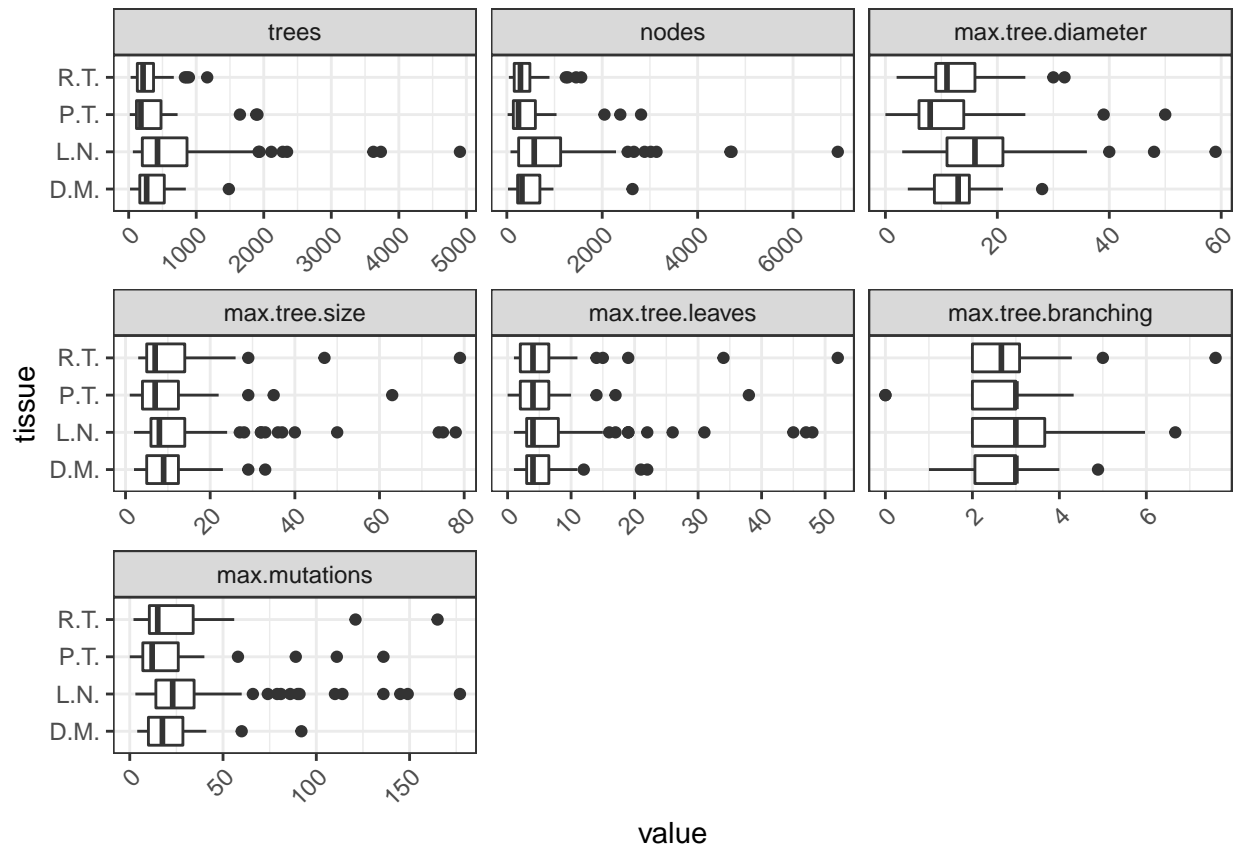 trees nodes max.tree.diameter
R.T.
P.T.
L.N.
D.M.
0 1000 2000 3000 4000 5000 0 2000 4000 6000 0 20 40 60
max.tree.size max.tree.leaves max.tree.branching
R.T.
P.T.
L.N.
D.M.
0 20 40 60 80 0 10 20 30 40 50 0 2 4 6
max.mutations
R.T.
P.T.
L.N.
D.M.
0 50 100 150
tissue
value